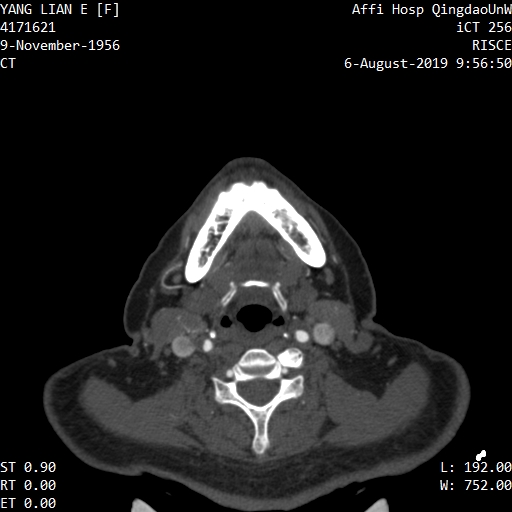 YANG LIAN E [F]
4171621
9-November-1956
CT
Affi Hosp QingdaoUnW
iCT 256
RISCE
6-August-2019 9:56:50
ST 0.90
RT 0.00
ET 0.00
L: 192.00
W: 752.00